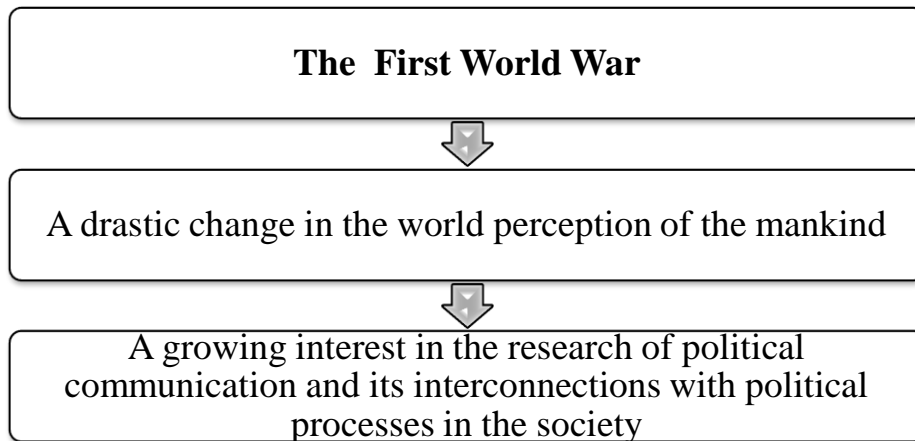 The First World War
A drastic change in the world perception of the mankind
A growing interest in the research of political
communication and its interconnections with political
processes in the society